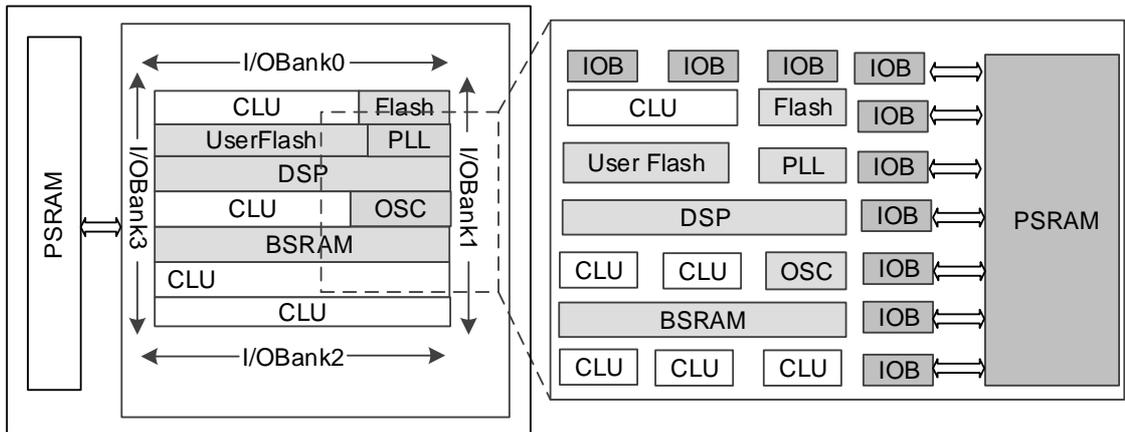 PSRAM
I/OBank0
I/OBank3
CLU
Flash
UserFlash
PLL
DSP
CLU
OSC
BSRAM
CLU
CLU
I/OBank1
I/OBank2
IOB
IOB
IOB
IOB
CLU
Flash
IOB
User Flash
PLL
IOB
DSP
IOB
PSRAM
CLU
CLU
OSC
IOB
BSRAM
IOB
CLU
CLU
CLU
IOB